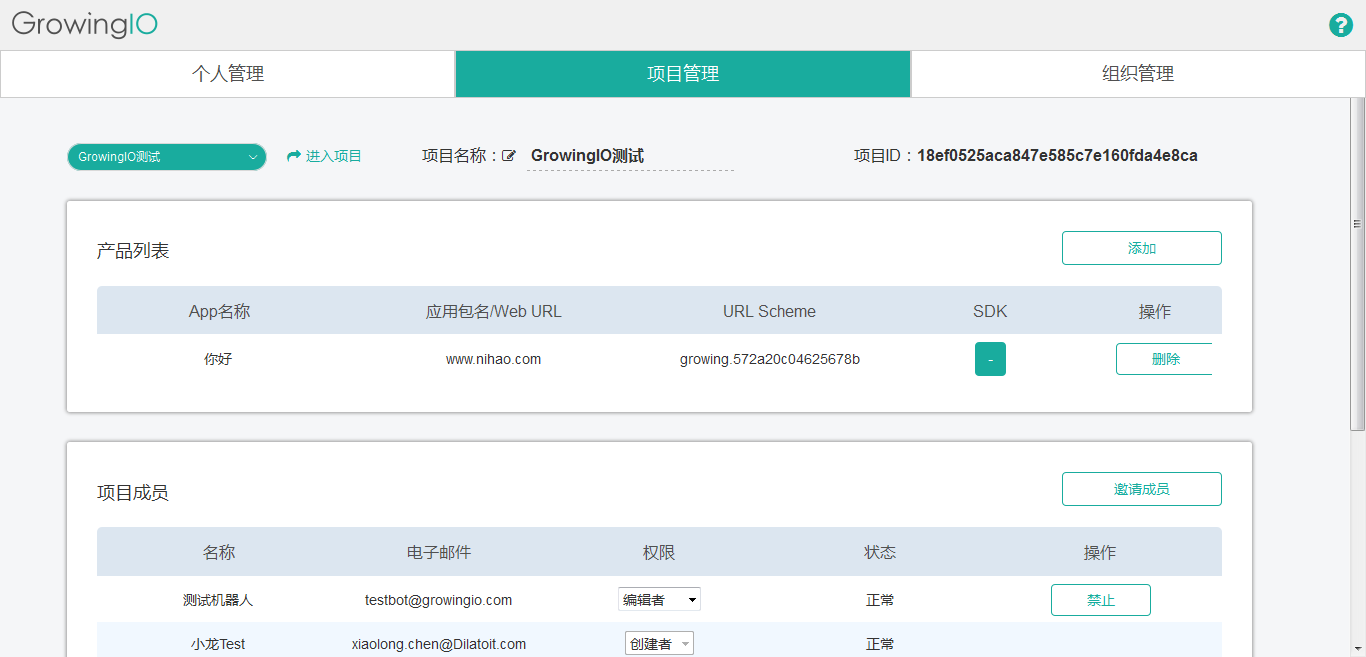 GrowingIO
?
个人管理 项目管理 组织管理
GrowingIO测试 进入项目 项目名称： GrowingIO测试 项目ID：18ef0525aca847e585c7e160fda4e8ca
产品列表 添加
App名称 应用包名/Web URL URL Scheme SDK 操作
你好 www.nihao.com growing.572a20c04625678b - 删除
项目成员 邀请成员
名称 电子邮件 权限 状态 操作
测试机器人 testbot@growingio.com 编辑者 正常 禁止
小龙Test xiaolong.chen@Dilatoit.com 创建者 正常